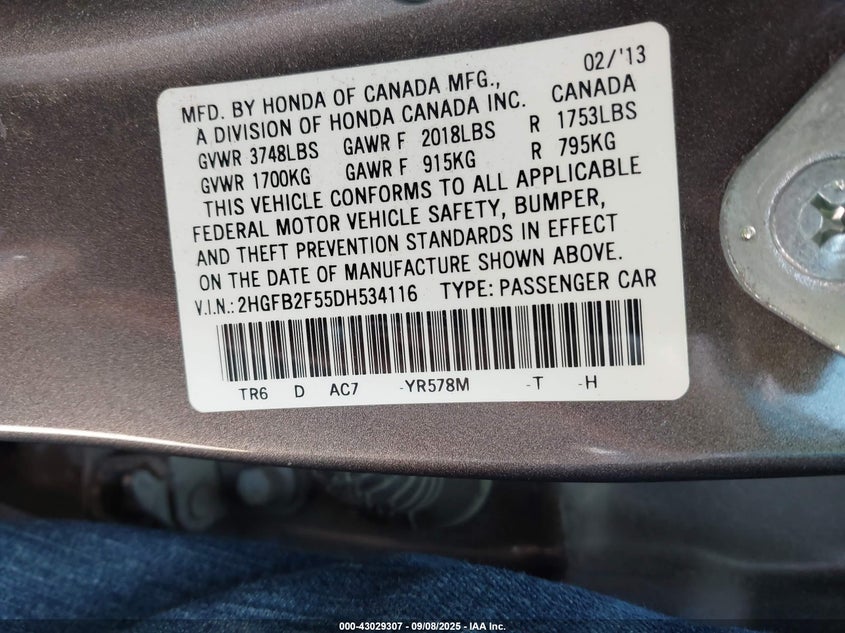 02/'13
MFD. BY HONDA OF CANADA MFG.,
A DIVISION OF HONDA CANADA INC. CANADA
GVWR 3748LBS GAWR F 2018LBS R 1753LBS
GVWR 1700KG GAWR F 915KG R 795KG
THIS VEHICLE CONFORMS TO ALL APPLICABLE
FEDERAL MOTOR VEHICLE SAFETY, BUMPER,
AND THEFT PREVENTION STANDARDS IN EFFECT
ON THE DATE OF MANUFACTURE SHOWN ABOVE.
V.I.N.: 2HGFB2F55DH534116 TYPE: PASSENGER CAR
TR6 D AC7 -YR578M -T -H
000-43029307 - 09/08/2025 - IAA Inc.